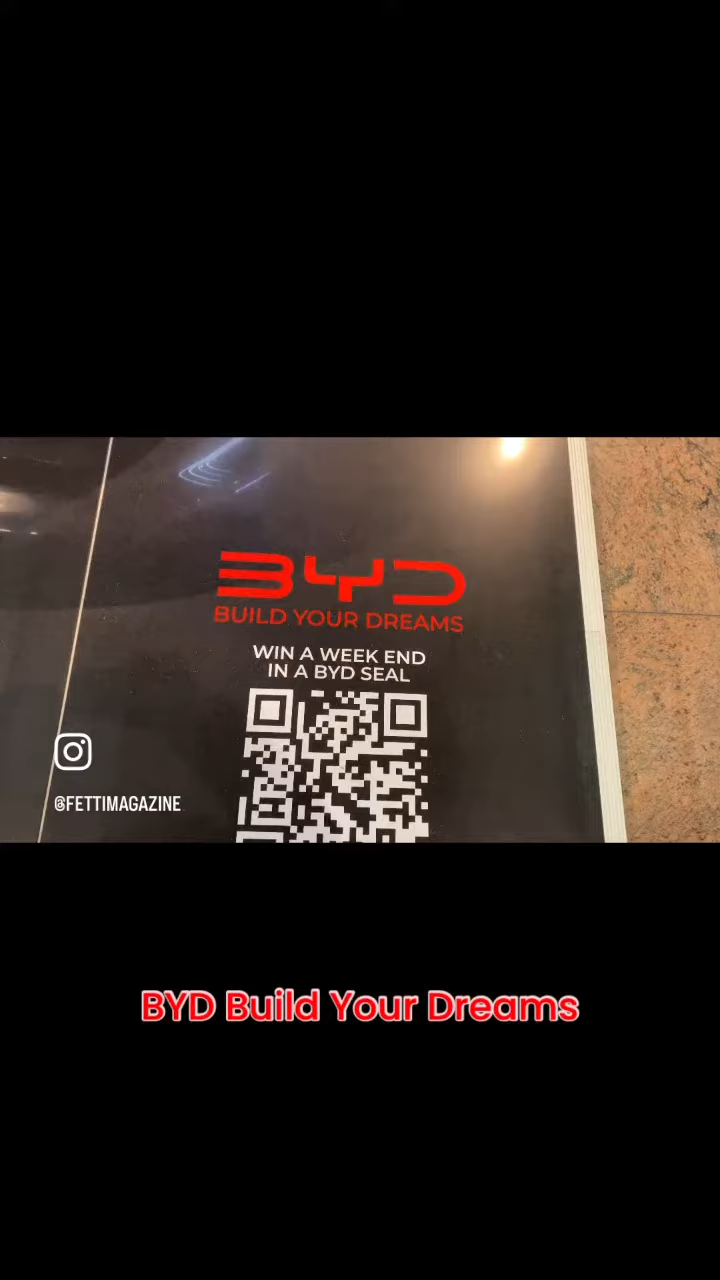 BYD
BUILD YOUR DREAMS
WIN A WEEK END
IN A BYD SEAL
@FETTIMAGAZINE
BYD Build Your Dreams